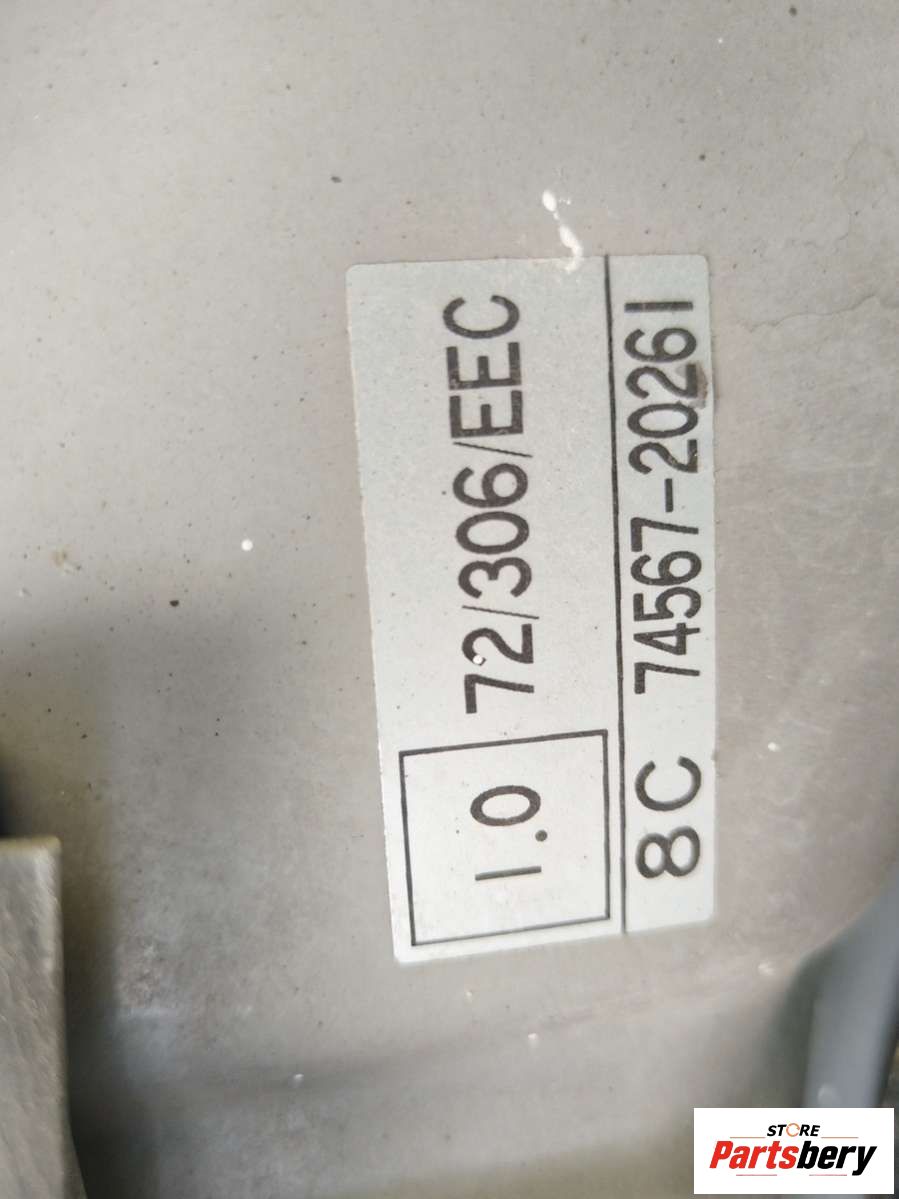 1.0 72/306/EEC
8C 74567-20261
STORE
Partsbery